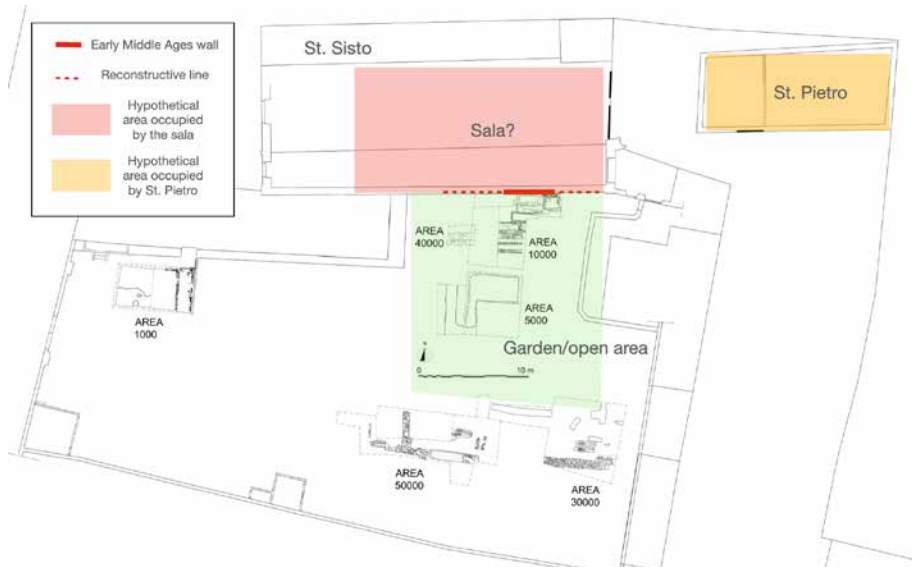 Early Middle Ages wall
Reconstructive line
Hypothetical
area occupied
by the sala
Hypothetical
area occupied
by St. Pietro
St. Sisto
Sala?
St. Pietro
AREA
40000
AREA
10000
AREA
5000
AREA
1000
Garden/open area
0
10 m
AREA
50000
AREA
30000